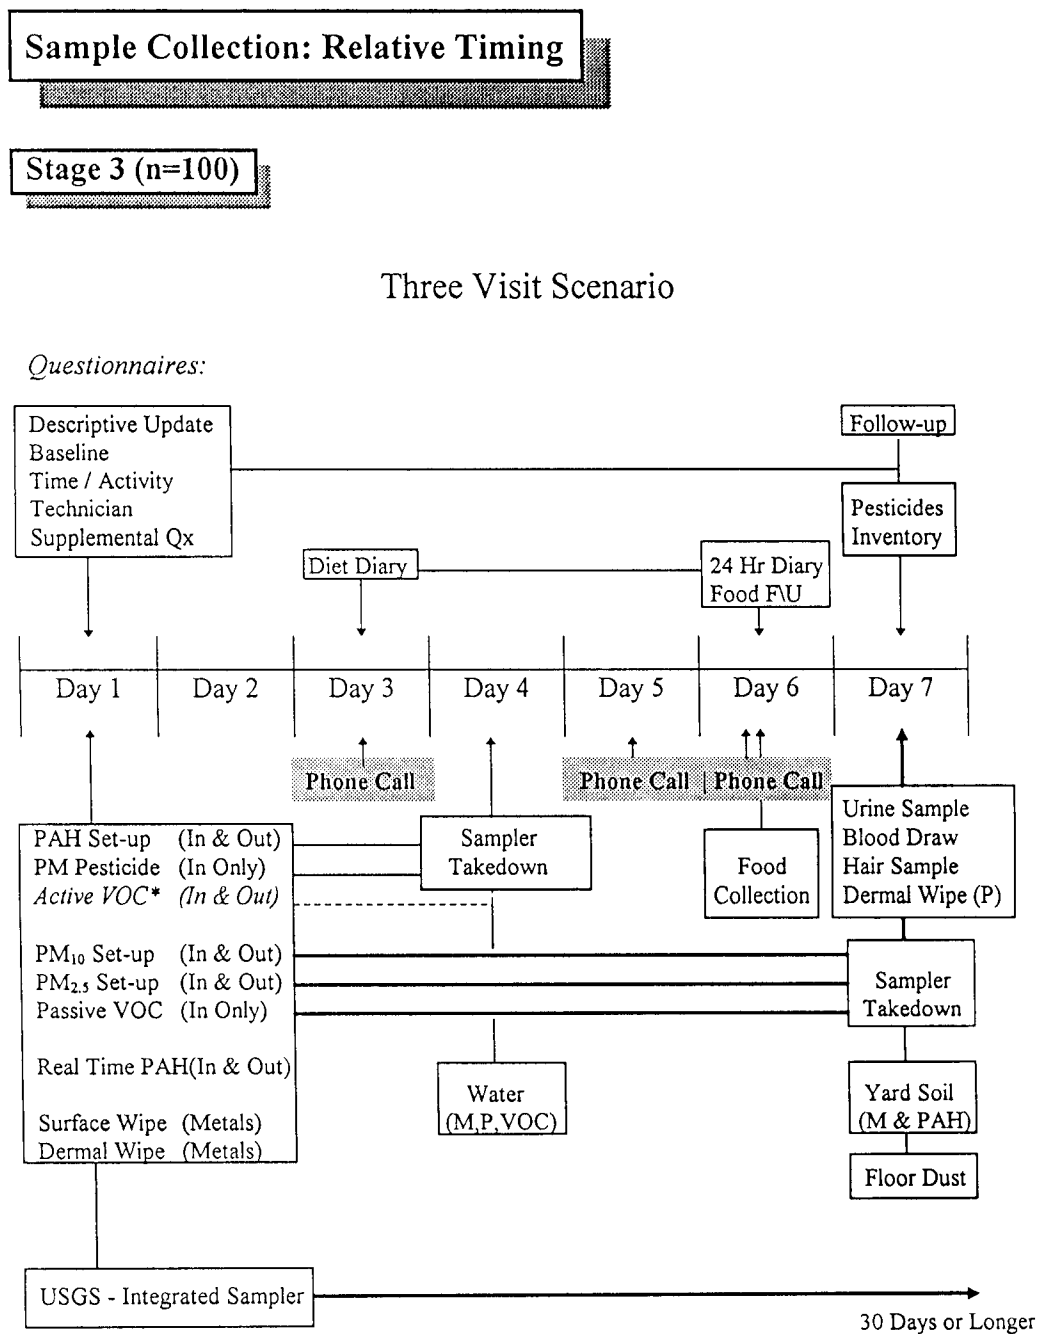 Sample Collection: Relative Timing
Stage 3 (n=100)
Three Visit Scenario
Questionnaires:
Descriptive Update
Baseline
Time / Activity
Technician
Supplemental Qx
Follow-up
Pesticides
Inventory
Diet Diary
24 Hr Diary
Food F\U
Day 1
Day 2
Day 3
Day 4
Day 5
Day 6
Day 7
Phone Call
Phone Call | Phone Call
PAH Set-up (In & Out)
PM Pesticide (In Only)
Active VOC* (In & Out)
PM10 Set-up (In & Out)
PM2.5 Set-up (In & Out)
Passive VOC (In Only)
Real Time PAH(In & Out)
Surface Wipe (Metals)
Dermal Wipe (Metals)
Sampler
Takedown
Food
Collection
Urine Sample
Blood Draw
Hair Sample
Dermal Wipe (P)
Sampler
Takedown
Water
(M,P,VOC)
Yard Soil
(M & PAH)
Floor Dust
USGS - Integrated Sampler
30 Days or Longer